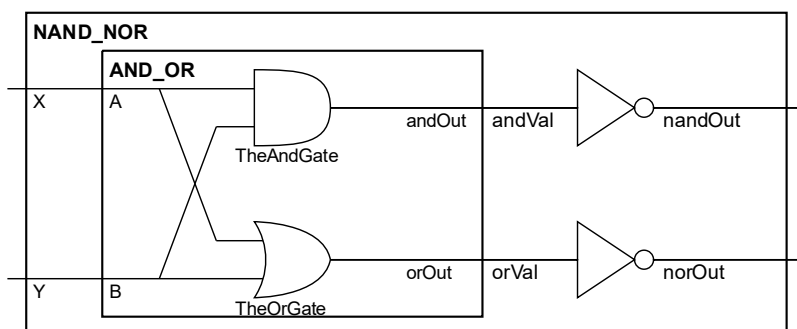 NAND_NOR
AND_OR
X
A
andOut
andVal
nandOut
TheAndGate
Y
B
orOut
orVal
norOut
TheOrGate